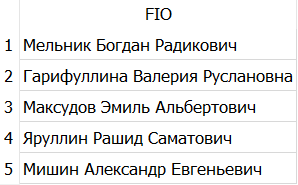 FIO
1 Мельник Богдан Радикович
2 Гарифуллина Валерия Руслановна
3 Максудов Эмиль Альбертович
4 Яруллин Рашид Саматович
5 Мишин Александр Евгеньевич